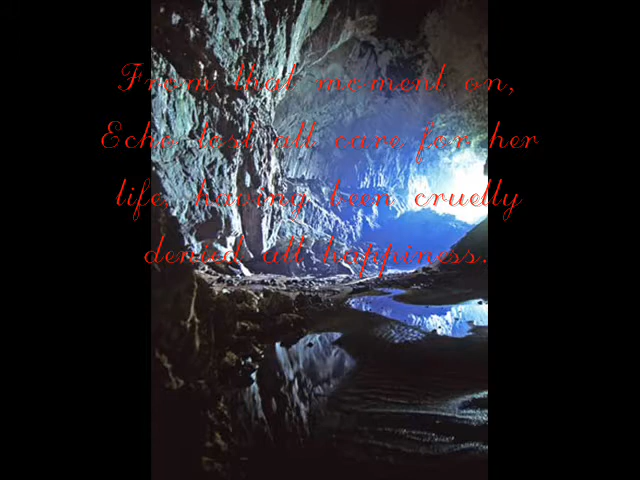 From that moment on,
Echo lost all care for her
life, having been cruelly
denied all happiness.